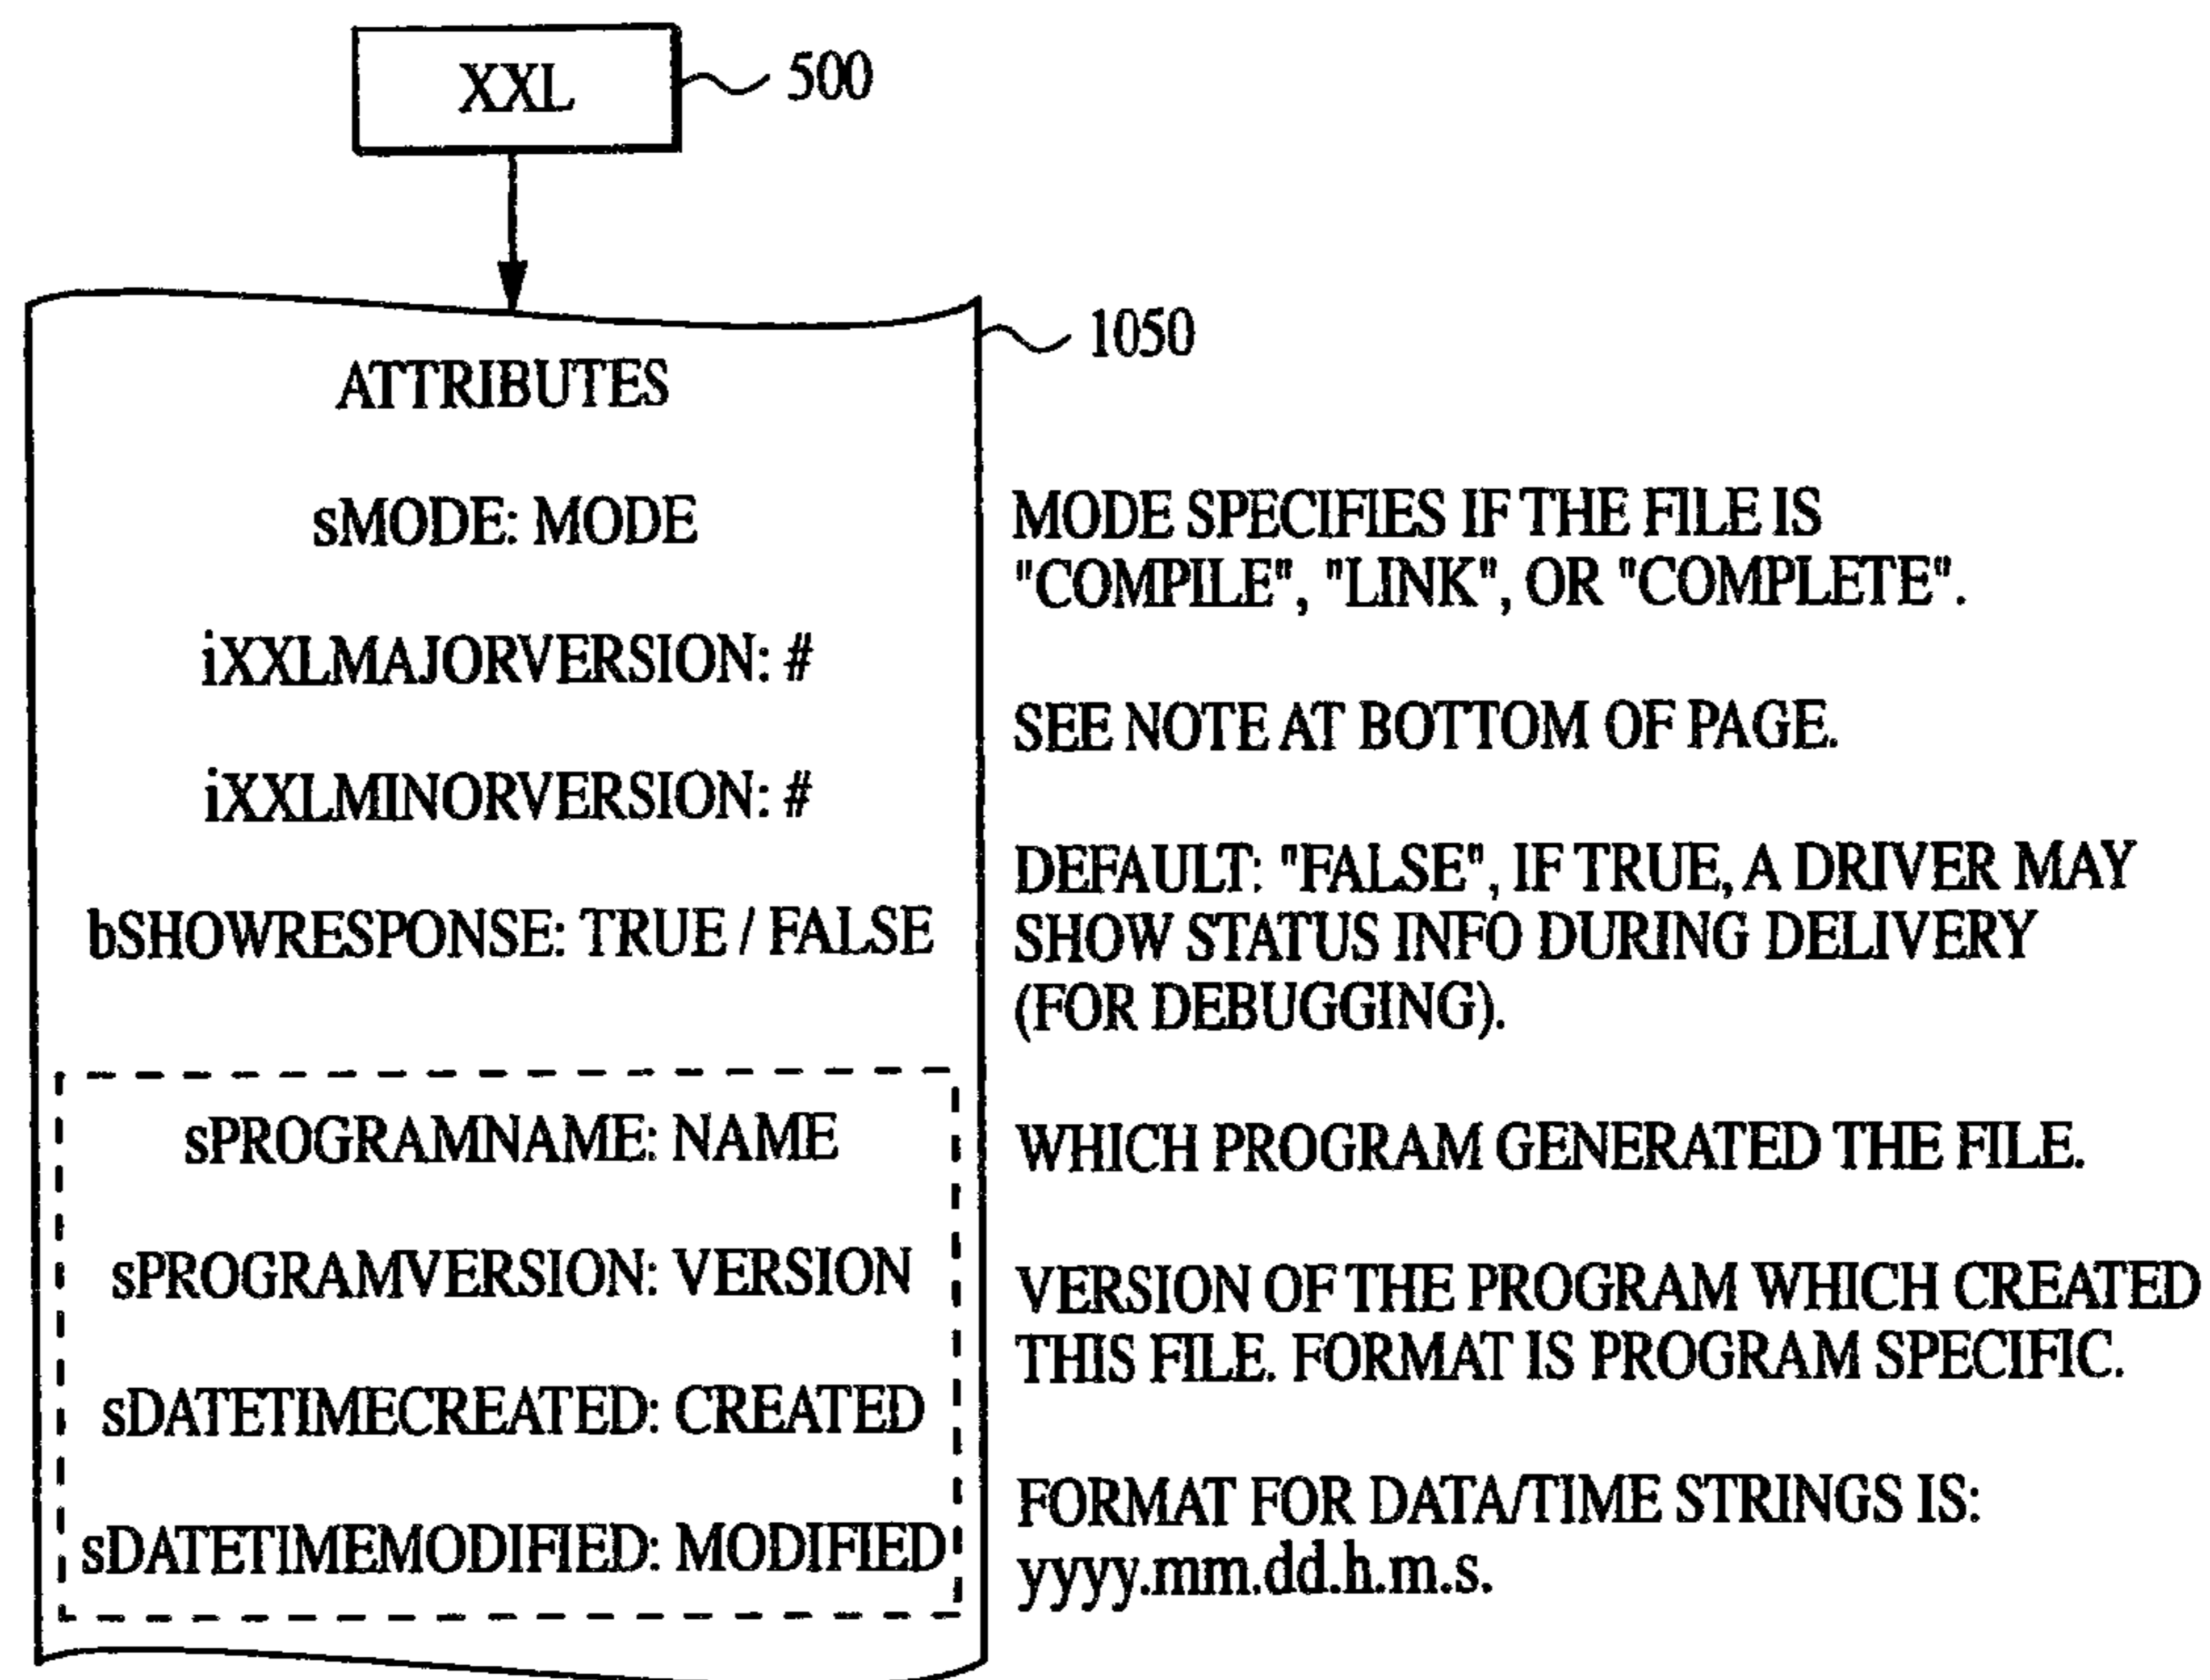 XXL
500
1050
ATTRIBUTES
sMODE: MODE
iXXLMAJORVERSION: #
iXXLMINORVERSION: #
bSHOWRESPONSE: TRUE / FALSE
sPROGRAMNAME: NAME
sPROGRAMVERSION: VERSION
sDATETIMECREATED: CREATED
sDATETIMEMODIFIED: MODIFIED
MODE SPECIFIES IF THE FILE IS
"COMPILE", "LINK", OR "COMPLETE".
SEE NOTE AT BOTTOM OF PAGE.
DEFAULT: "FALSE", IF TRUE, A DRIVER MAY
SHOW STATUS INFO DURING DELIVERY
(FOR DEBUGGING).
WHICH PROGRAM GENERATED THE FILE.
VERSION OF THE PROGRAM WHICH CREATED
THIS FILE. FORMAT IS PROGRAM SPECIFIC.
FORMAT FOR DATA/TIME STRINGS IS:
yyyy.mm.dd.h.m.s.